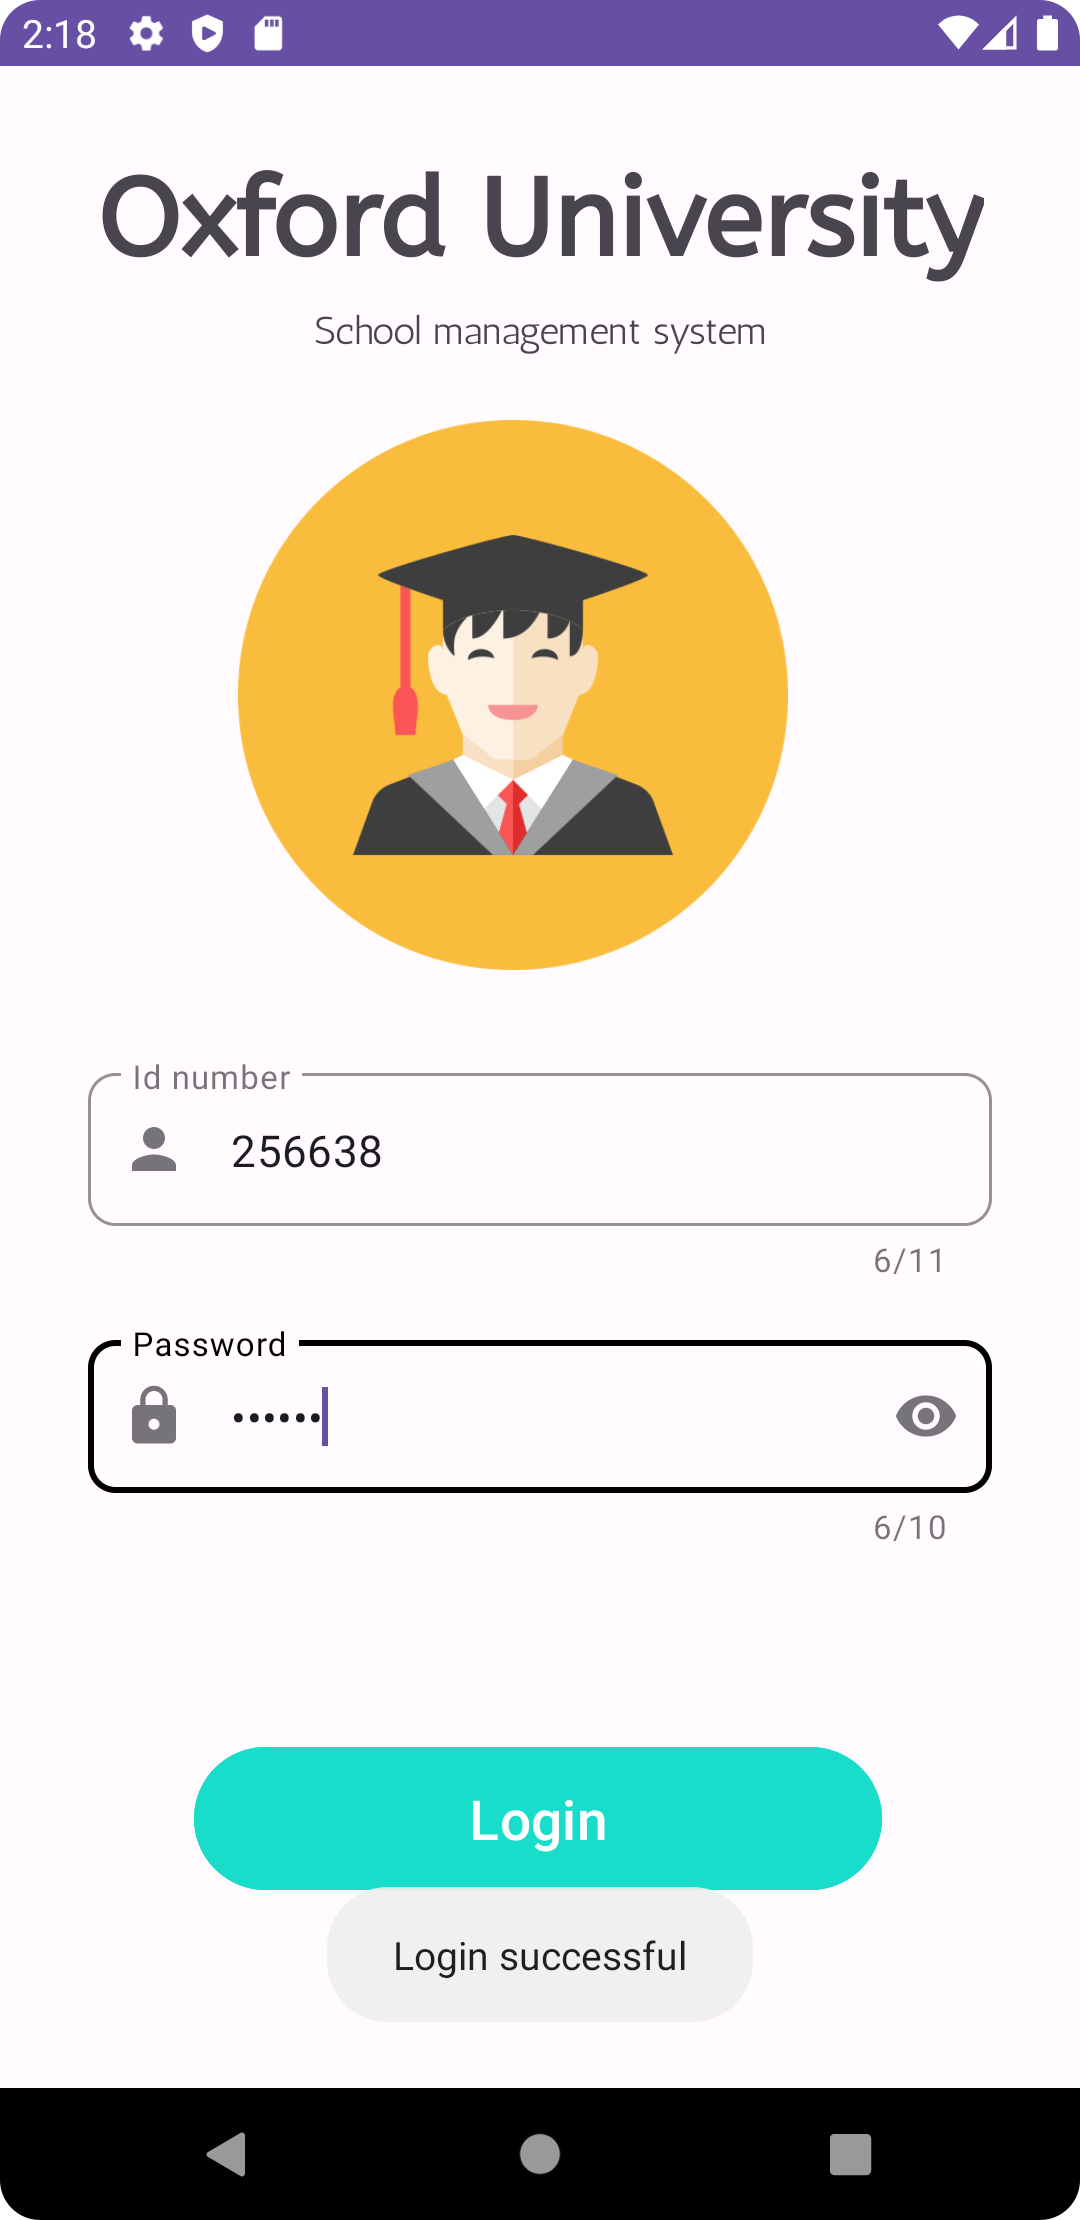 2:18
Oxford University
School management system
Id number
256638
6/11
Password
••••••
6/10
Login
Login successful